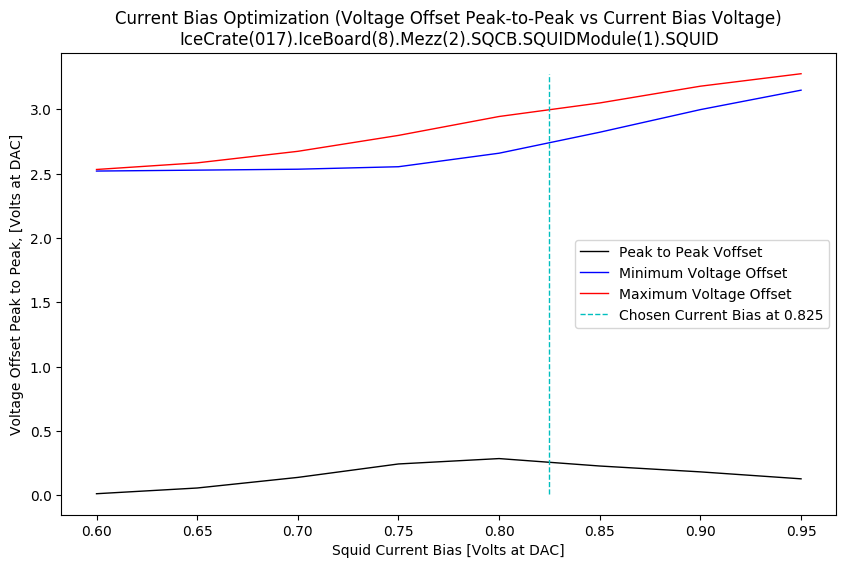 Current Bias Optimization (Voltage Offset Peak-to-Peak vs Current Bias Voltage)
IceCrate(017).IceBoard(8).Mezz(2).SQCB.SQUIDModule(1).SQUID
Voltage Offset Peak to Peak, [Volts at DAC]
3.0
2.5
2.0
1.5
1.0
0.5
0.0
Peak to Peak Voffset
Minimum Voltage Offset
Maximum Voltage Offset
Chosen Current Bias at 0.825
0.60 0.65 0.70 0.75 0.80 0.85 0.90 0.95
Squid Current Bias [Volts at DAC]